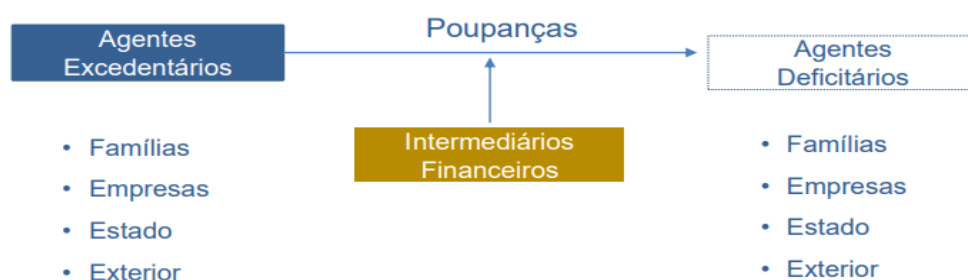 Poupanças
Agentes
Excedentários
Agentes
Deficitários
Intermediários
Financeiros
• Famílias
• Empresas
• Estado
• Exterior
• Famílias
• Empresas
• Estado
• Exterior